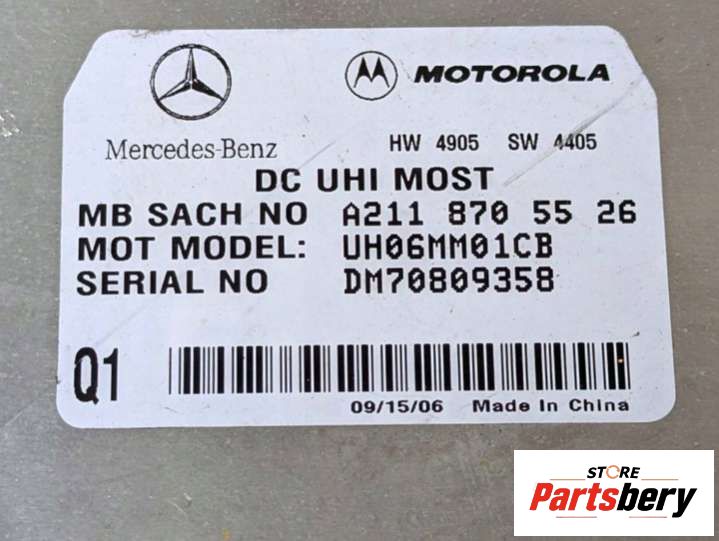 MOTOROLA
Mercedes-Benz
HW 4905 SW 4405
DC UHI MOST
MB SACH NO A211 870 55 26
MOT MODEL: UH06MM01CB
SERIAL NO DM70809358
Q1
09/15/06 Made In China
STORE
Partsbery